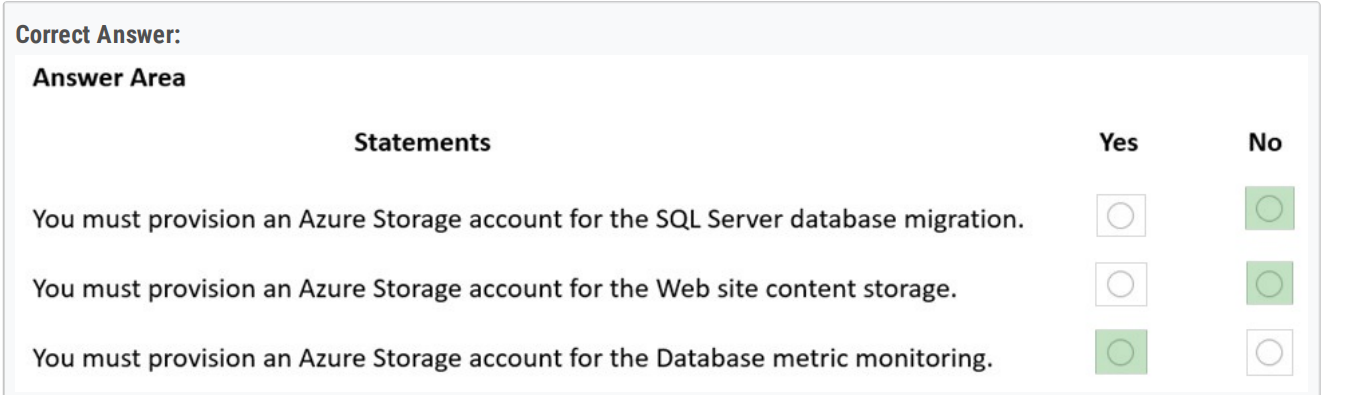 Correct Answer:
Answer Area
Statements Yes No
You must provision an Azure Storage account for the SQL Server database migration.
You must provision an Azure Storage account for the Web site content storage.
You must provision an Azure Storage account for the Database metric monitoring.